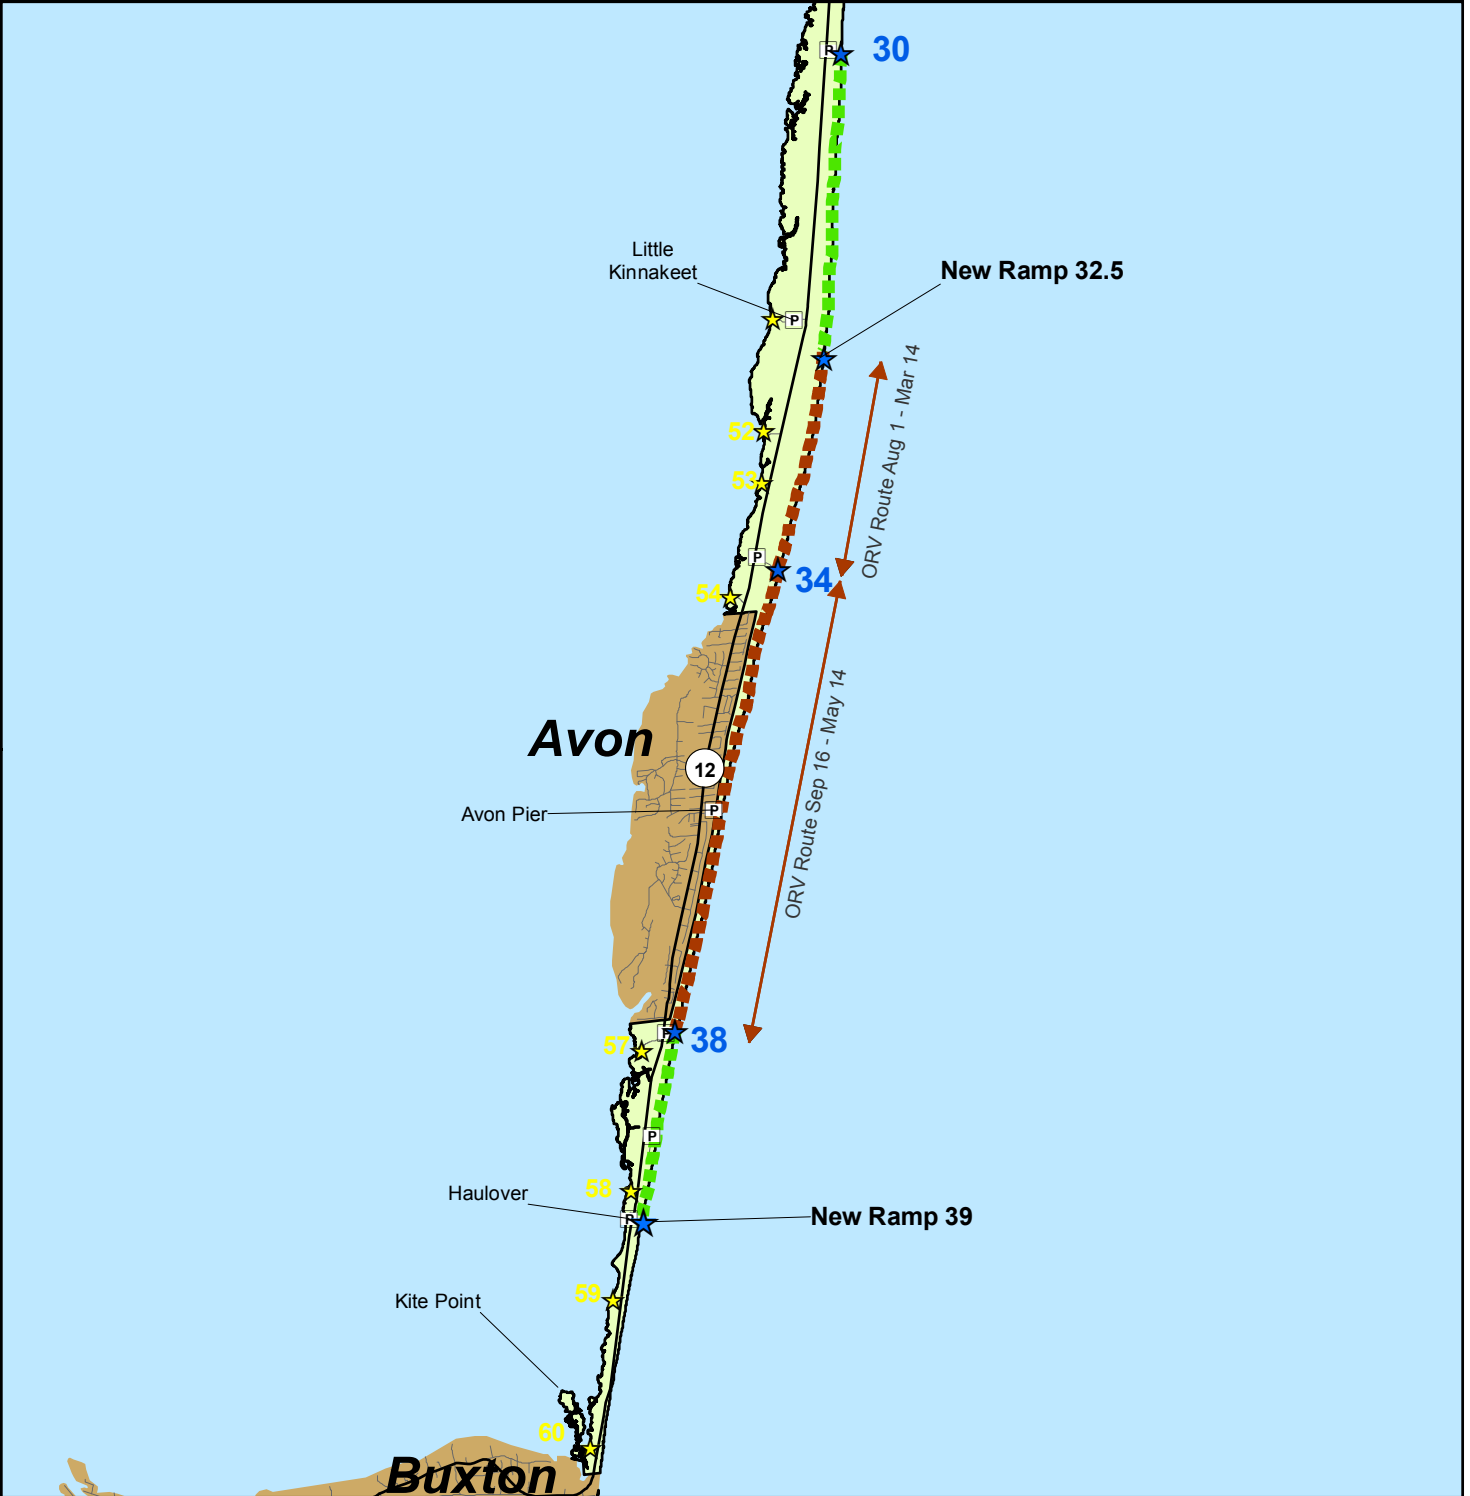 P
30
Little
Kinnakeet
New Ramp 32.5
P
ORV Route Aug 1 - Mar 14
52
53
P
34
54
ORV Route Sep 16 - May 14
Avon
12
Avon Pier
P
P
38
57
P
58
Haulover
P
New Ramp 39
59
Kite Point
60
Buxton